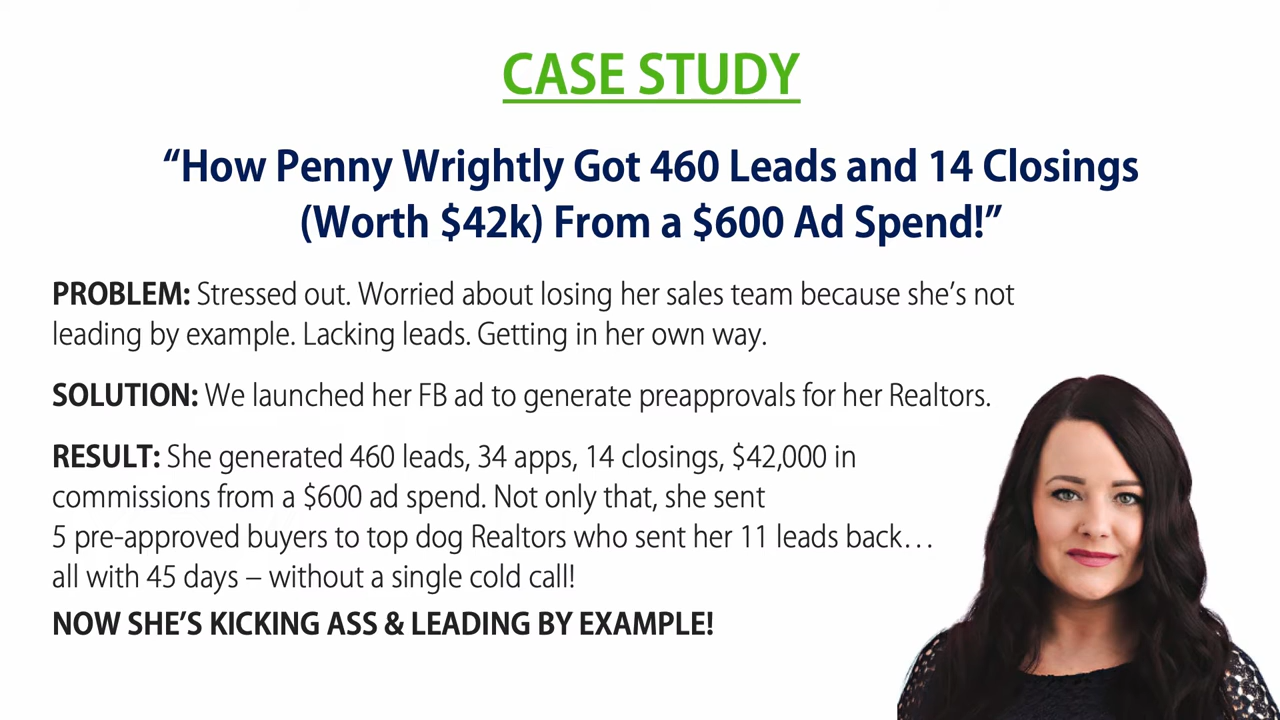 CASE STUDY
“How Penny Wrightly Got 460 Leads and 14 Closings
(Worth $42k) From a $600 Ad Spend!”
PROBLEM: Stressed out. Worried about losing her sales team because she’s not
leading by example. Lacking leads. Getting in her own way.
SOLUTION: We launched her FB ad to generate preapprovals for her Realtors.
RESULT: She generated 460 leads, 34 apps, 14 closings, $42,000 in
commissions from a $600 ad spend. Not only that, she sent
5 pre-approved buyers to top dog Realtors who sent her 11 leads back…
all with 45 days – without a single cold call!
NOW SHE’S KICKING ASS & LEADING BY EXAMPLE!